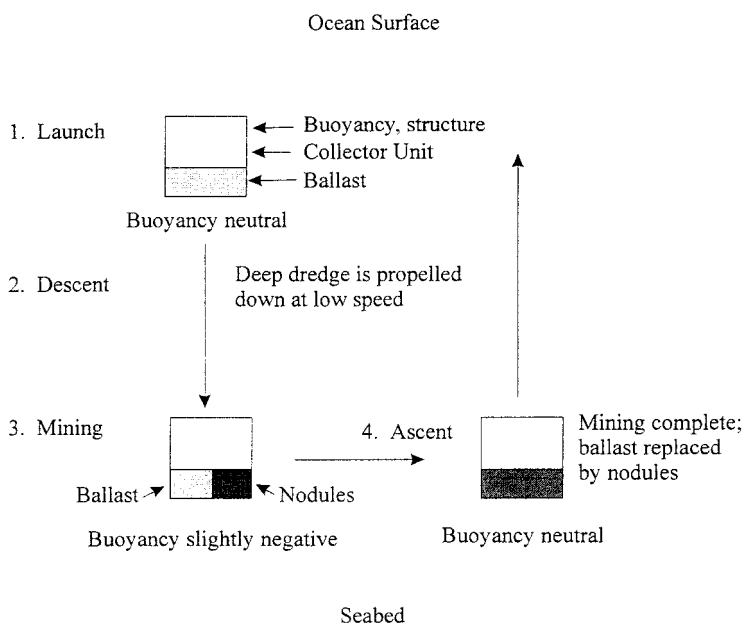 Ocean Surface
1. Launch
Buoyancy, structure
Collector Unit
Ballast
Buoyancy neutral
2. Descent
Deep dredge is propelled
down at low speed
3. Mining
Ballast
Nodules
Buoyancy slightly negative
4. Ascent
Mining complete;
ballast replaced
by nodules
Buoyancy neutral
Seabed